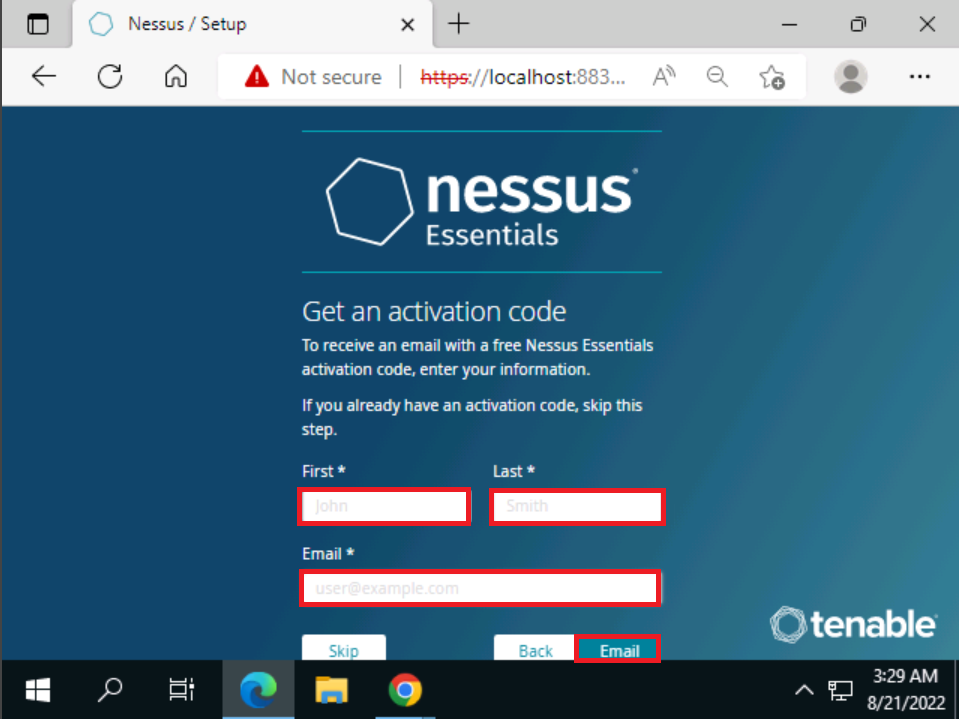 Nessus / Setup
Not secure
https://localhost:883...
nessus
Essentials
Get an activation code
To receive an email with a free Nessus Essentials
activation code, enter your information.
If you already have an activation code, skip this
step.
First *
Last *
John
Smith
Email *
user@example.com
Skip
Back
Email
tenable
3:29 AM
8/21/2022